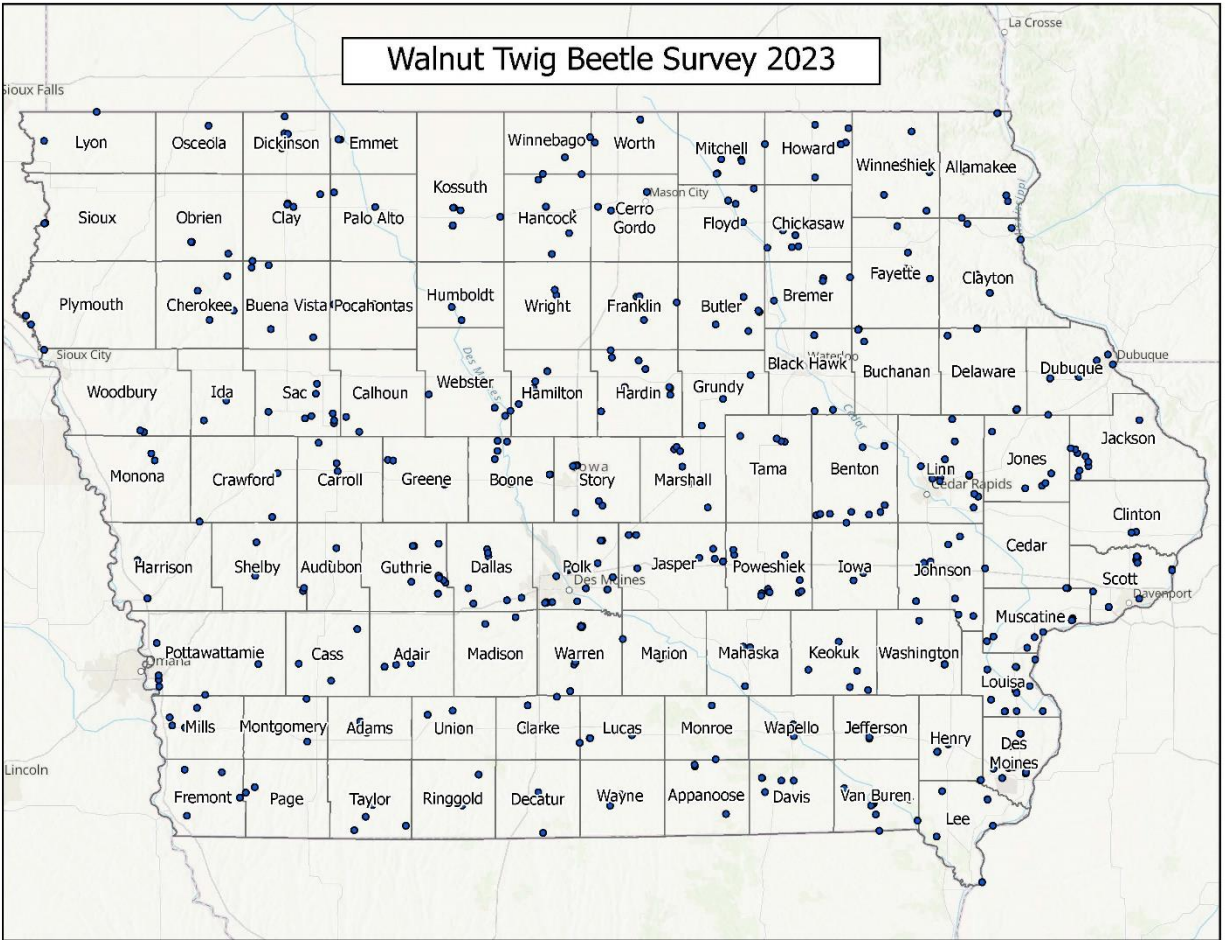 La Crosse
Walnut Twig Beetle Survey 2023
Sioux Falls
Lyon
Osceola
Dickinson
Emmet
Winnebago
Worth
Mitchell
Howard
Winneshiek
Allamakee
Kossuth
Mason City
Sioux
Obrien
Clay
Palo Alto
Hancock
Cerro
Gordo
Floyd
Chickasaw
Fayette
Clayton
Plymouth
Cherokee
Buena Vista
Pocahontas
Humboldt
Wright
Franklin
Butler
Bremer
Sioux City
Waterloo
Dubuque
Woodbury
Ida
Sac
Calhoun
Webster
Des Moines
Hamilton
Hardin
Grundy
Black Hawk
Buchanan
Delaware
Dubuque
Cedar
Jackson
Monona
Crawford
Carroll
Greene
Boone
Iowa
Story
Marshall
Tama
Benton
Linn
Cedar Rapids
Jones
Clinton
Harrison
Shelby
Audubon
Guthrie
Dallas
Polk
Des Moines
Jasper
Poweshiek
Iowa
Johnson
Cedar
Scott
Davenport
Muscatine
Pottawattamie
Omaha
Cass
Adair
Madison
Warren
Marion
Mahaska
Keokuk
Washington
Louisa
Mills
Montgomery
Adams
Union
Clarke
Lucas
Monroe
Wapello
Jefferson
Henry
Des
Moines
Lincoln
Fremont
Page
Taylor
Ringgold
Decatur
Wayne
Appanoose
Davis
Van Buren
Lee